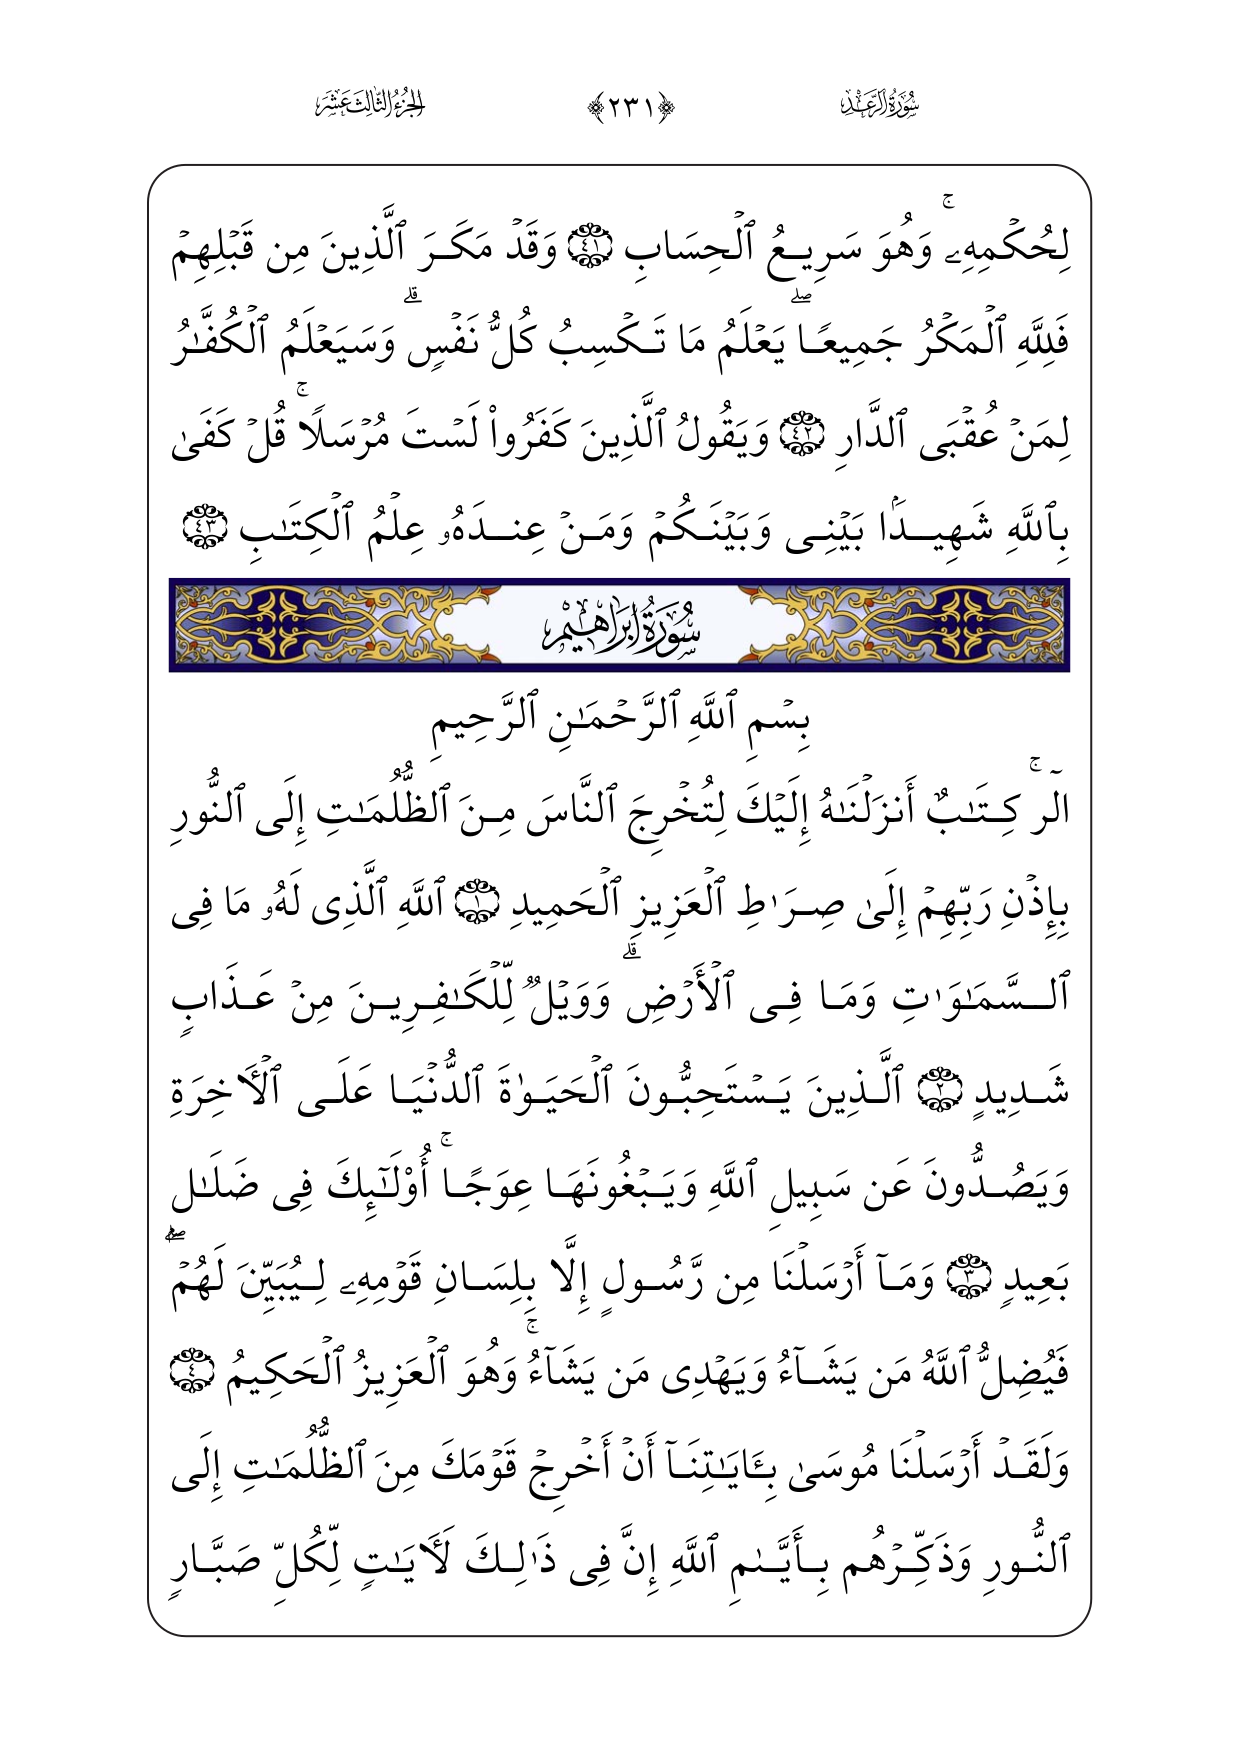 سُورَةُ الرَّعْدِ ﴿٢٣١﴾ الجُزْءُ الثَّالِثَ عَشَرَ
لِحُكْمِهِۦۚ وَهُوَ سَرِيعُ ٱلْحِسَابِ ٤١ وَقَدْ مَكَرَ ٱلَّذِينَ مِن قَبْلِهِمْ
فَلِلَّهِ ٱلْمَكْرُ جَمِيعًاۖ يَعْلَمُ مَا تَكْسِبُ كُلُّ نَفْسٍۗ وَسَيَعْلَمُ ٱلْكُفَّـٰرُ
لِمَنْ عُقْبَى ٱلدَّارِ ٤٢ وَيَقُولُ ٱلَّذِينَ كَفَرُوا۟ لَسْتَ مُرْسَلًاۚ قُلْ كَفَىٰ
بِٱللَّهِ شَهِيدًۢا بَيْنِى وَبَيْنَكُمْ وَمَنْ عِندَهُۥ عِلْمُ ٱلْكِتَـٰبِ ٤٣
سُورَةُ إِبْرَاهِيمَ
بِسْمِ ٱللَّهِ ٱلرَّحْمَـٰنِ ٱلرَّحِيمِ
الٓرۚ كِتَـٰبٌ أَنزَلْنَـٰهُ إِلَيْكَ لِتُخْرِجَ ٱلنَّاسَ مِنَ ٱلظُّلُمَـٰتِ إِلَى ٱلنُّورِ
بِإِذْنِ رَبِّهِمْ إِلَىٰ صِرَٰطِ ٱلْعَزِيزِ ٱلْحَمِيدِ ١ ٱللَّهِ ٱلَّذِى لَهُۥ مَا فِى
ٱلسَّمَـٰوَٰتِ وَمَا فِى ٱلْأَرْضِۗ وَوَيْلٌ لِّلْكَـٰفِرِينَ مِنْ عَذَابٍ
شَدِيدٍ ٢ ٱلَّذِينَ يَسْتَحِبُّونَ ٱلْحَيَوٰةَ ٱلدُّنْيَا عَلَى ٱلْـَٔاخِرَةِ
وَيَصُدُّونَ عَن سَبِيلِ ٱللَّهِ وَيَبْغُونَهَا عِوَجًاۚ أُو۟لَـٰٓئِكَ فِى ضَلَـٰلٍۭ
بَعِيدٍ ٣ وَمَآ أَرْسَلْنَا مِن رَّسُولٍ إِلَّا بِلِسَانِ قَوْمِهِۦ لِيُبَيِّنَ لَهُمْۖ
فَيُضِلُّ ٱللَّهُ مَن يَشَآءُ وَيَهْدِى مَن يَشَآءُۚ وَهُوَ ٱلْعَزِيزُ ٱلْحَكِيمُ ٤
وَلَقَدْ أَرْسَلْنَا مُوسَىٰ بِـَٔايَـٰتِنَآ أَنْ أَخْرِجْ قَوْمَكَ مِنَ ٱلظُّلُمَـٰتِ إِلَى
ٱلنُّورِ وَذَكِّرْهُم بِأَيَّىٰمِ ٱللَّهِ إِنَّ فِى ذَٰلِكَ لَـَٔايَـٰتٍ لِّكُلِّ صَبَّارٍ